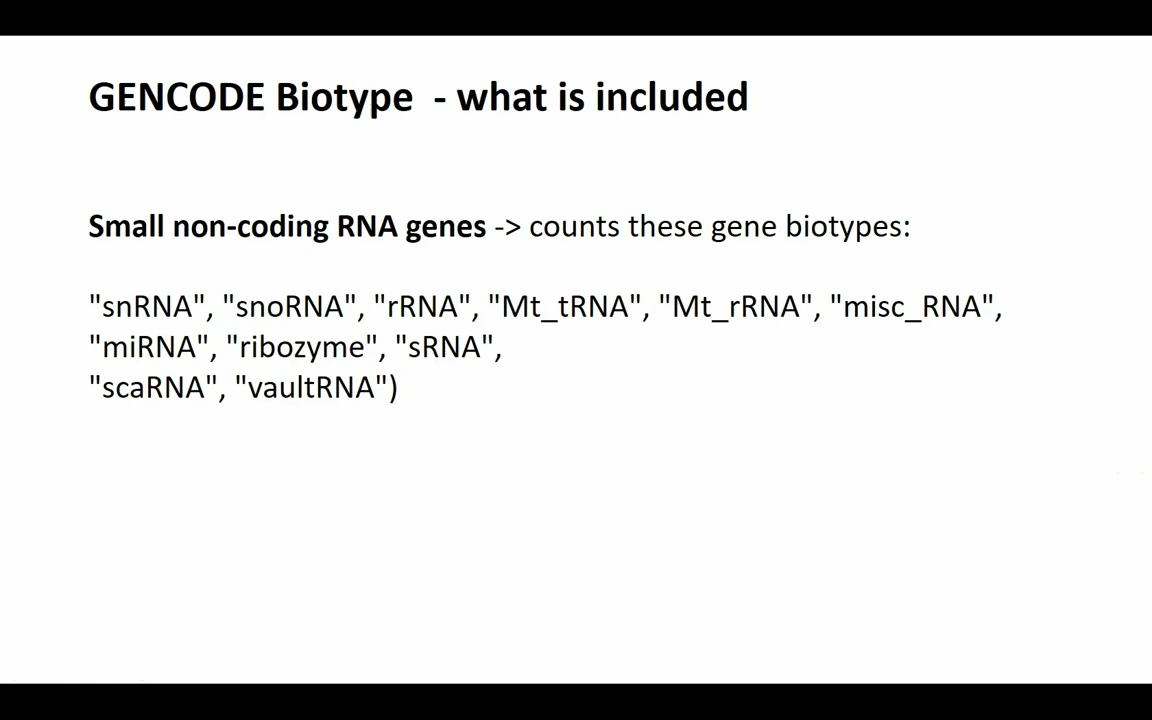 GENCODE Biotype - what is included
Small non-coding RNA genes -> counts these gene biotypes:
"snRNA", "snoRNA", "rRNA", "Mt_tRNA", "Mt_rRNA", "misc_RNA",
"miRNA", "ribozyme", "sRNA",
"scaRNA", "vaultRNA")